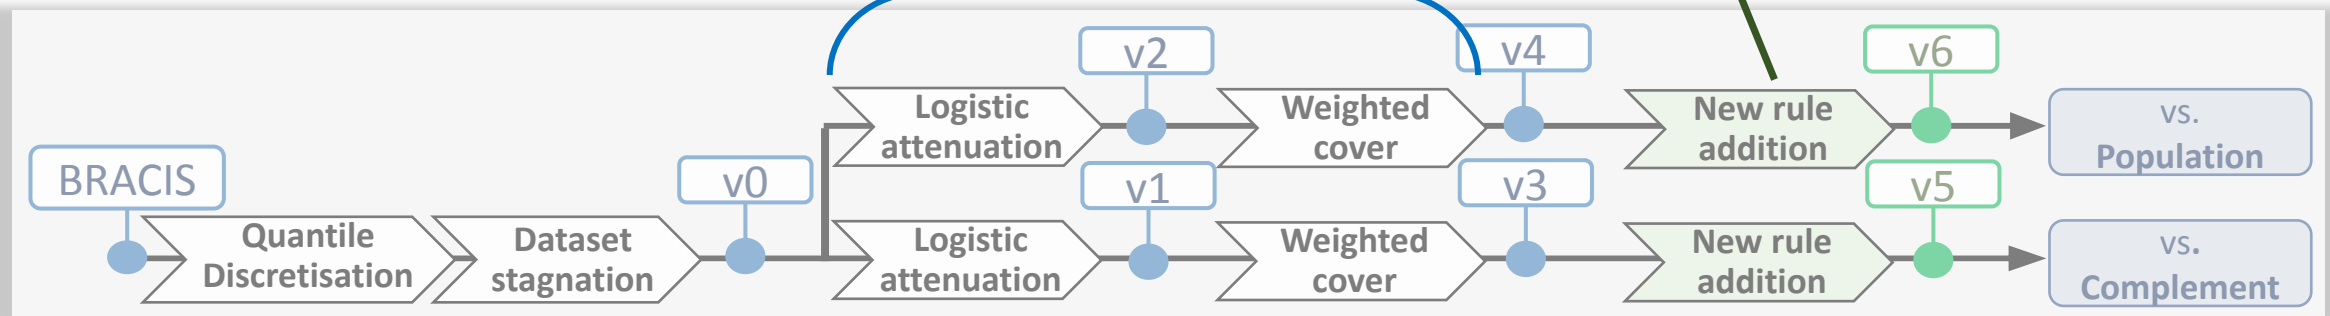 v2
v4
v6
Logistic
attenuation
Weighted
cover
New rule
addition
vs.
Population
BRACIS
v0
v1
v3
v5
Quantile
Discretisation
Dataset
stagnation
Logistic
attenuation
Weighted
cover
New rule
addition
vs.
Complement